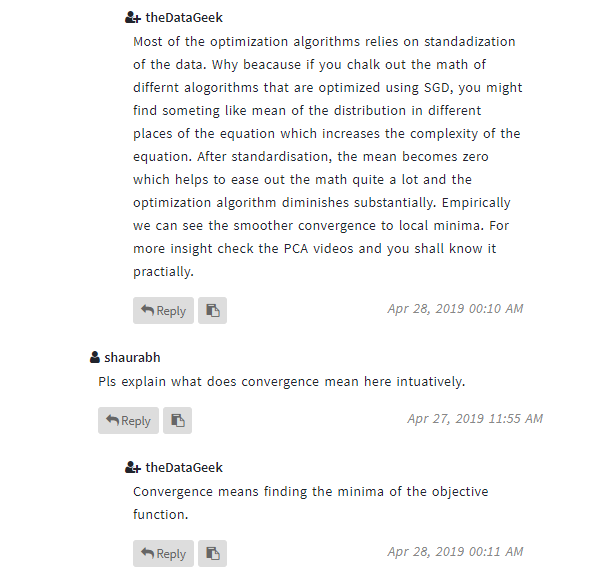 theDataGeek
Most of the optimization algorithms relies on standadization
of the data. Why beacause if you chalk out the math of
differnt alogorithms that are optimized using SGD, you might
find someting like mean of the distribution in different
places of the equation which increases the complexity of the
equation. After standardisation, the mean becomes zero
which helps to ease out the math quite a lot and the
optimization algorithm diminishes substantially. Empirically
we can see the smoother convergence to local minima. For
more insight check the PCA videos and you shall know it
practially.
Reply Apr 28, 2019 00:10 AM
shaurabh
Pls explain what does convergence mean here intuatively.
Reply Apr 27, 2019 11:55 AM
theDataGeek
Convergence means finding the minima of the objective
function.
Reply Apr 28, 2019 00:11 AM